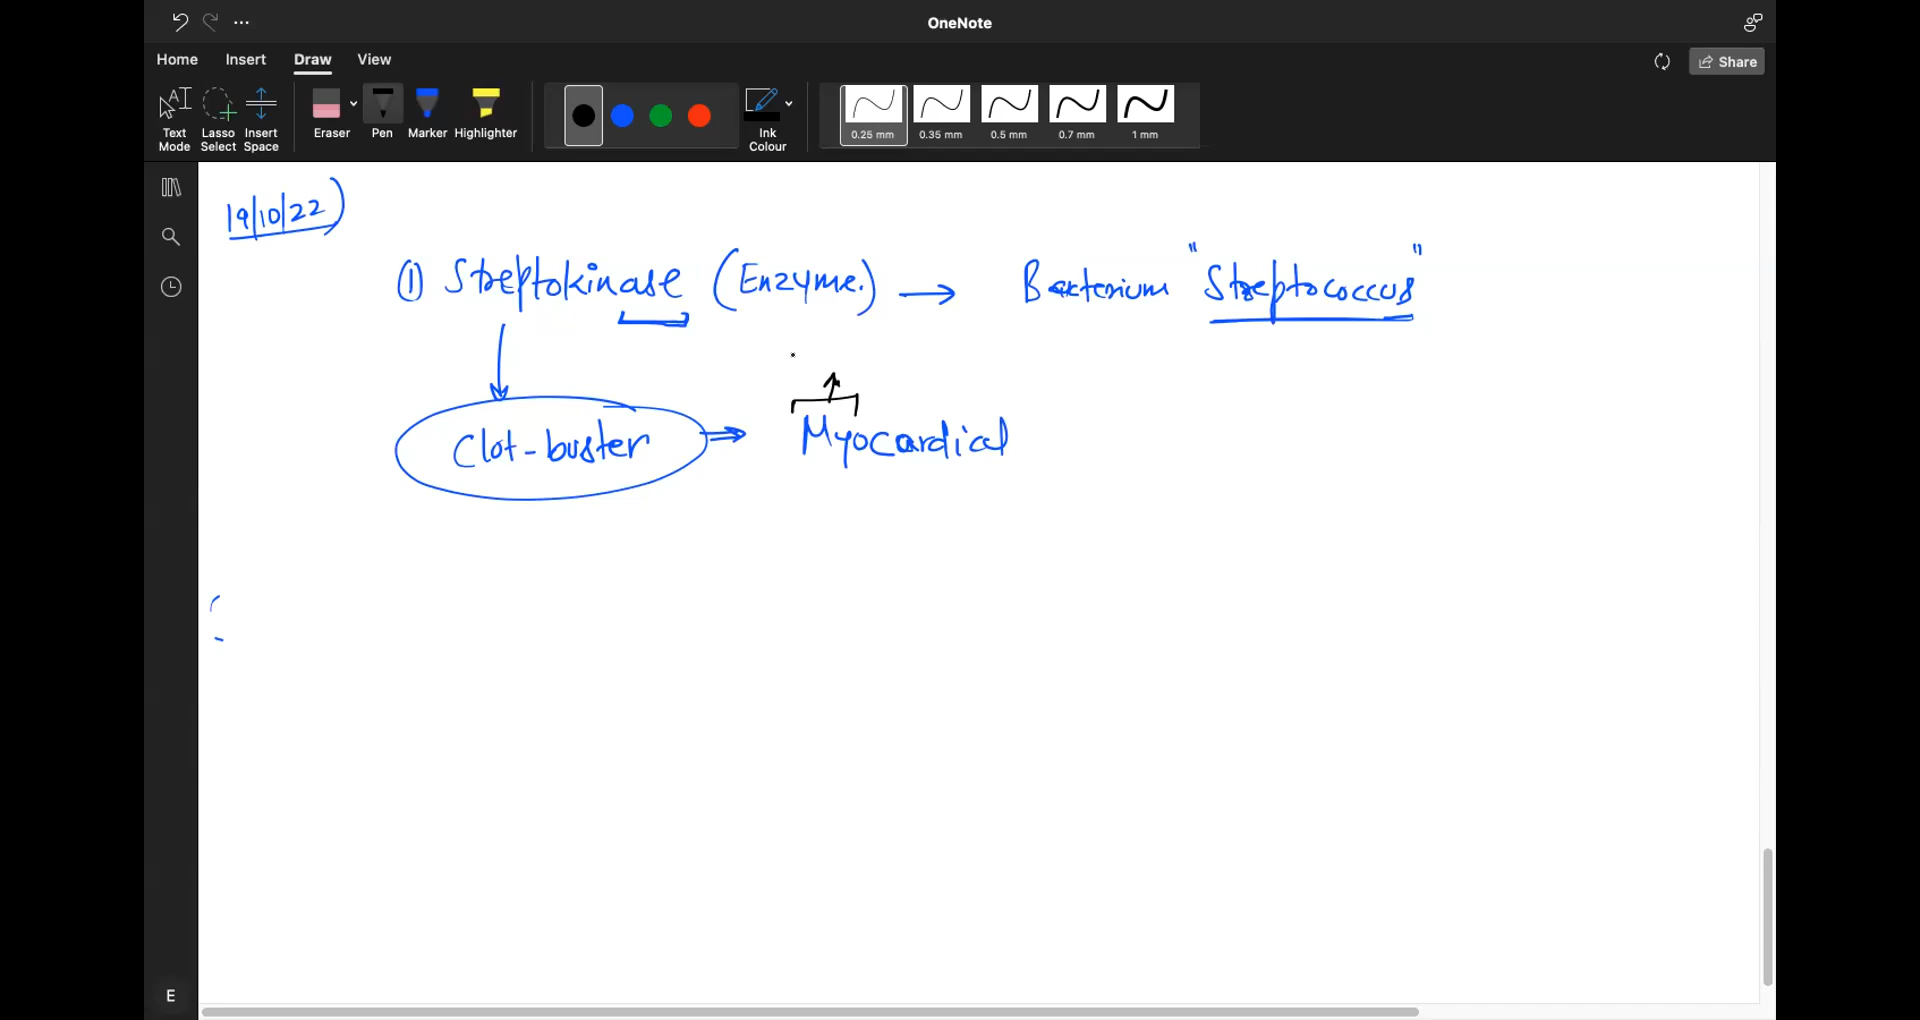 OneNote
Home Insert Draw View
Share
Text Mode Lasso Select Insert Space Eraser Pen Marker Highlighter Ink Colour 0.25 mm 0.35 mm 0.5 mm 0.7 mm 1 mm
19/10/22)
① Streptokinase (Enzyme.) → Bacterium "Streptococcus"
Clot-buster ⇒ Myocardical
E